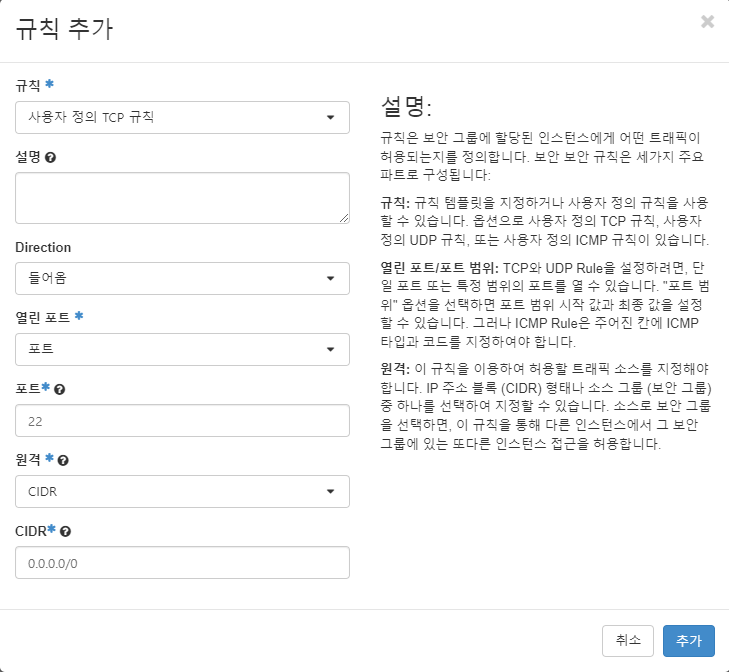 규칙 추가
×
규칙 *
사용자 정의 TCP 규칙
설명
Direction
들어옴
열린 포트 *
포트
포트*
22
원격 *
CIDR
CIDR*
0.0.0.0/0
설명:
규칙은 보안 그룹에 할당된 인스턴스에게 어떤 트래픽이
허용되는지를 정의합니다. 보안 보안 규칙은 세가지 주요
파트로 구성됩니다:
규칙: 규칙 템플릿을 지정하거나 사용자 정의 규칙을 사용
할 수 있습니다. 옵션으로 사용자 정의 TCP 규칙, 사용자
정의 UDP 규칙, 또는 사용자 정의 ICMP 규칙이 있습니다.
열린 포트/포트 범위: TCP와 UDP Rule을 설정하려면, 단
일 포트 또는 특정 범위의 포트를 열 수 있습니다. "포트 범
위" 옵션을 선택하면 포트 범위 시작 값과 최종 값을 설정
할 수 있습니다. 그러나 ICMP Rule은 주어진 칸에 ICMP
타입과 코드를 지정하여야 합니다.
원격: 이 규칙을 이용하여 허용할 트래픽 소스를 지정해야
합니다. IP 주소 블록 (CIDR) 형태나 소스 그룹 (보안 그룹)
중 하나를 선택하여 지정할 수 있습니다. 소스로 보안 그룹
을 선택하면, 이 규칙을 통해 다른 인스턴스에서 그 보안
그룹에 있는 또다른 인스턴스 접근을 허용합니다.
취소
추가